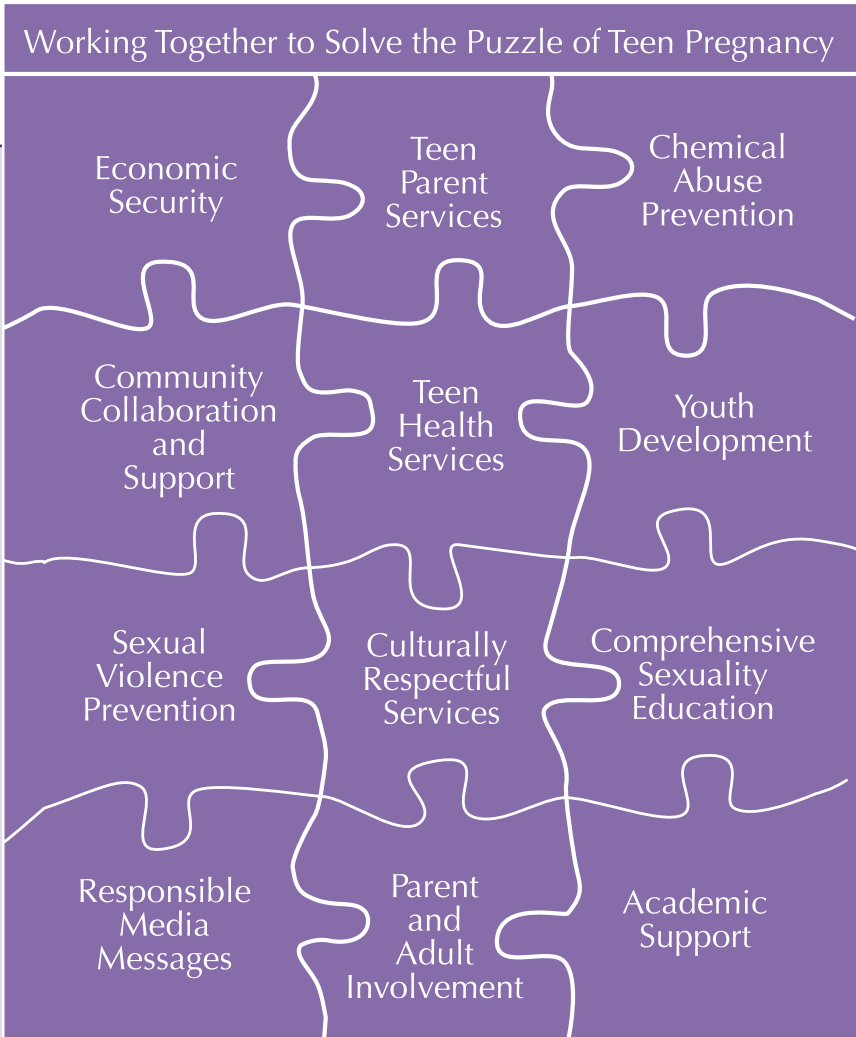 Working Together to Solve the Puzzle of Teen Pregnancy
Economic
Security
Teen
Parent
Services
Chemical
Abuse
Prevention
Community
Collaboration
and
Support
Teen
Health
Services
Youth
Development
Sexual
Violence
Prevention
Culturally
Respectful
Services
Comprehensive
Sexuality
Education
Responsible
Media
Messages
Parent
and
Adult
Involvement
Academic
Support